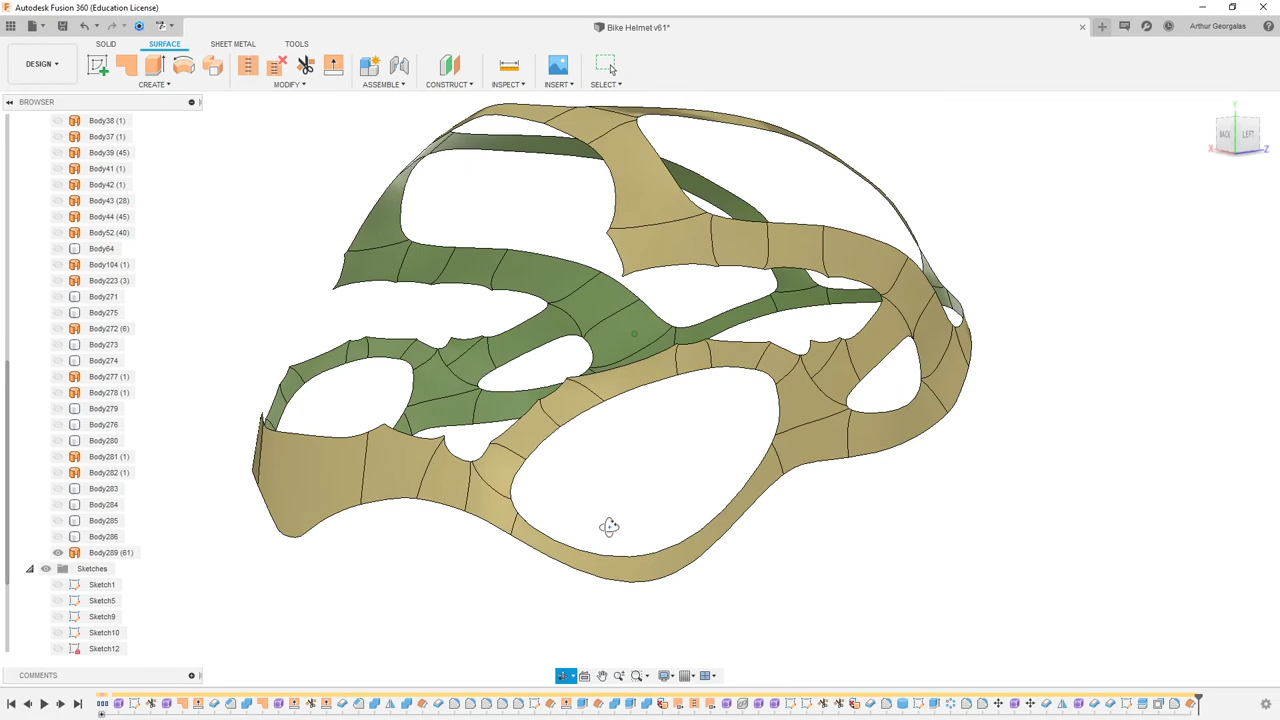 Autodesk Fusion 360 (Education License)
Bike Helmet v61*
Arthur Georgalas
SOLID SURFACE SHEET METAL TOOLS
DESIGN
CREATE MODIFY ASSEMBLE CONSTRUCT INSPECT INSERT SELECT
BROWSER
Body38 (1)
Body37 (1)
Body39 (45)
Body41 (1)
Body42 (1)
Body43 (28)
Body44 (45)
Body52 (40)
Body64
Body104 (1)
Body223 (3)
Body271
Body275
Body272 (6)
Body273
Body274
Body277 (1)
Body278 (1)
Body279
Body276
Body280
Body281 (1)
Body282 (1)
Body283
Body284
Body285
Body286
Body289 (61)
Sketches
Sketch1
Sketch5
Sketch9
Sketch10
Sketch12
COMMENTS
Y
BACK LEFT
X Z